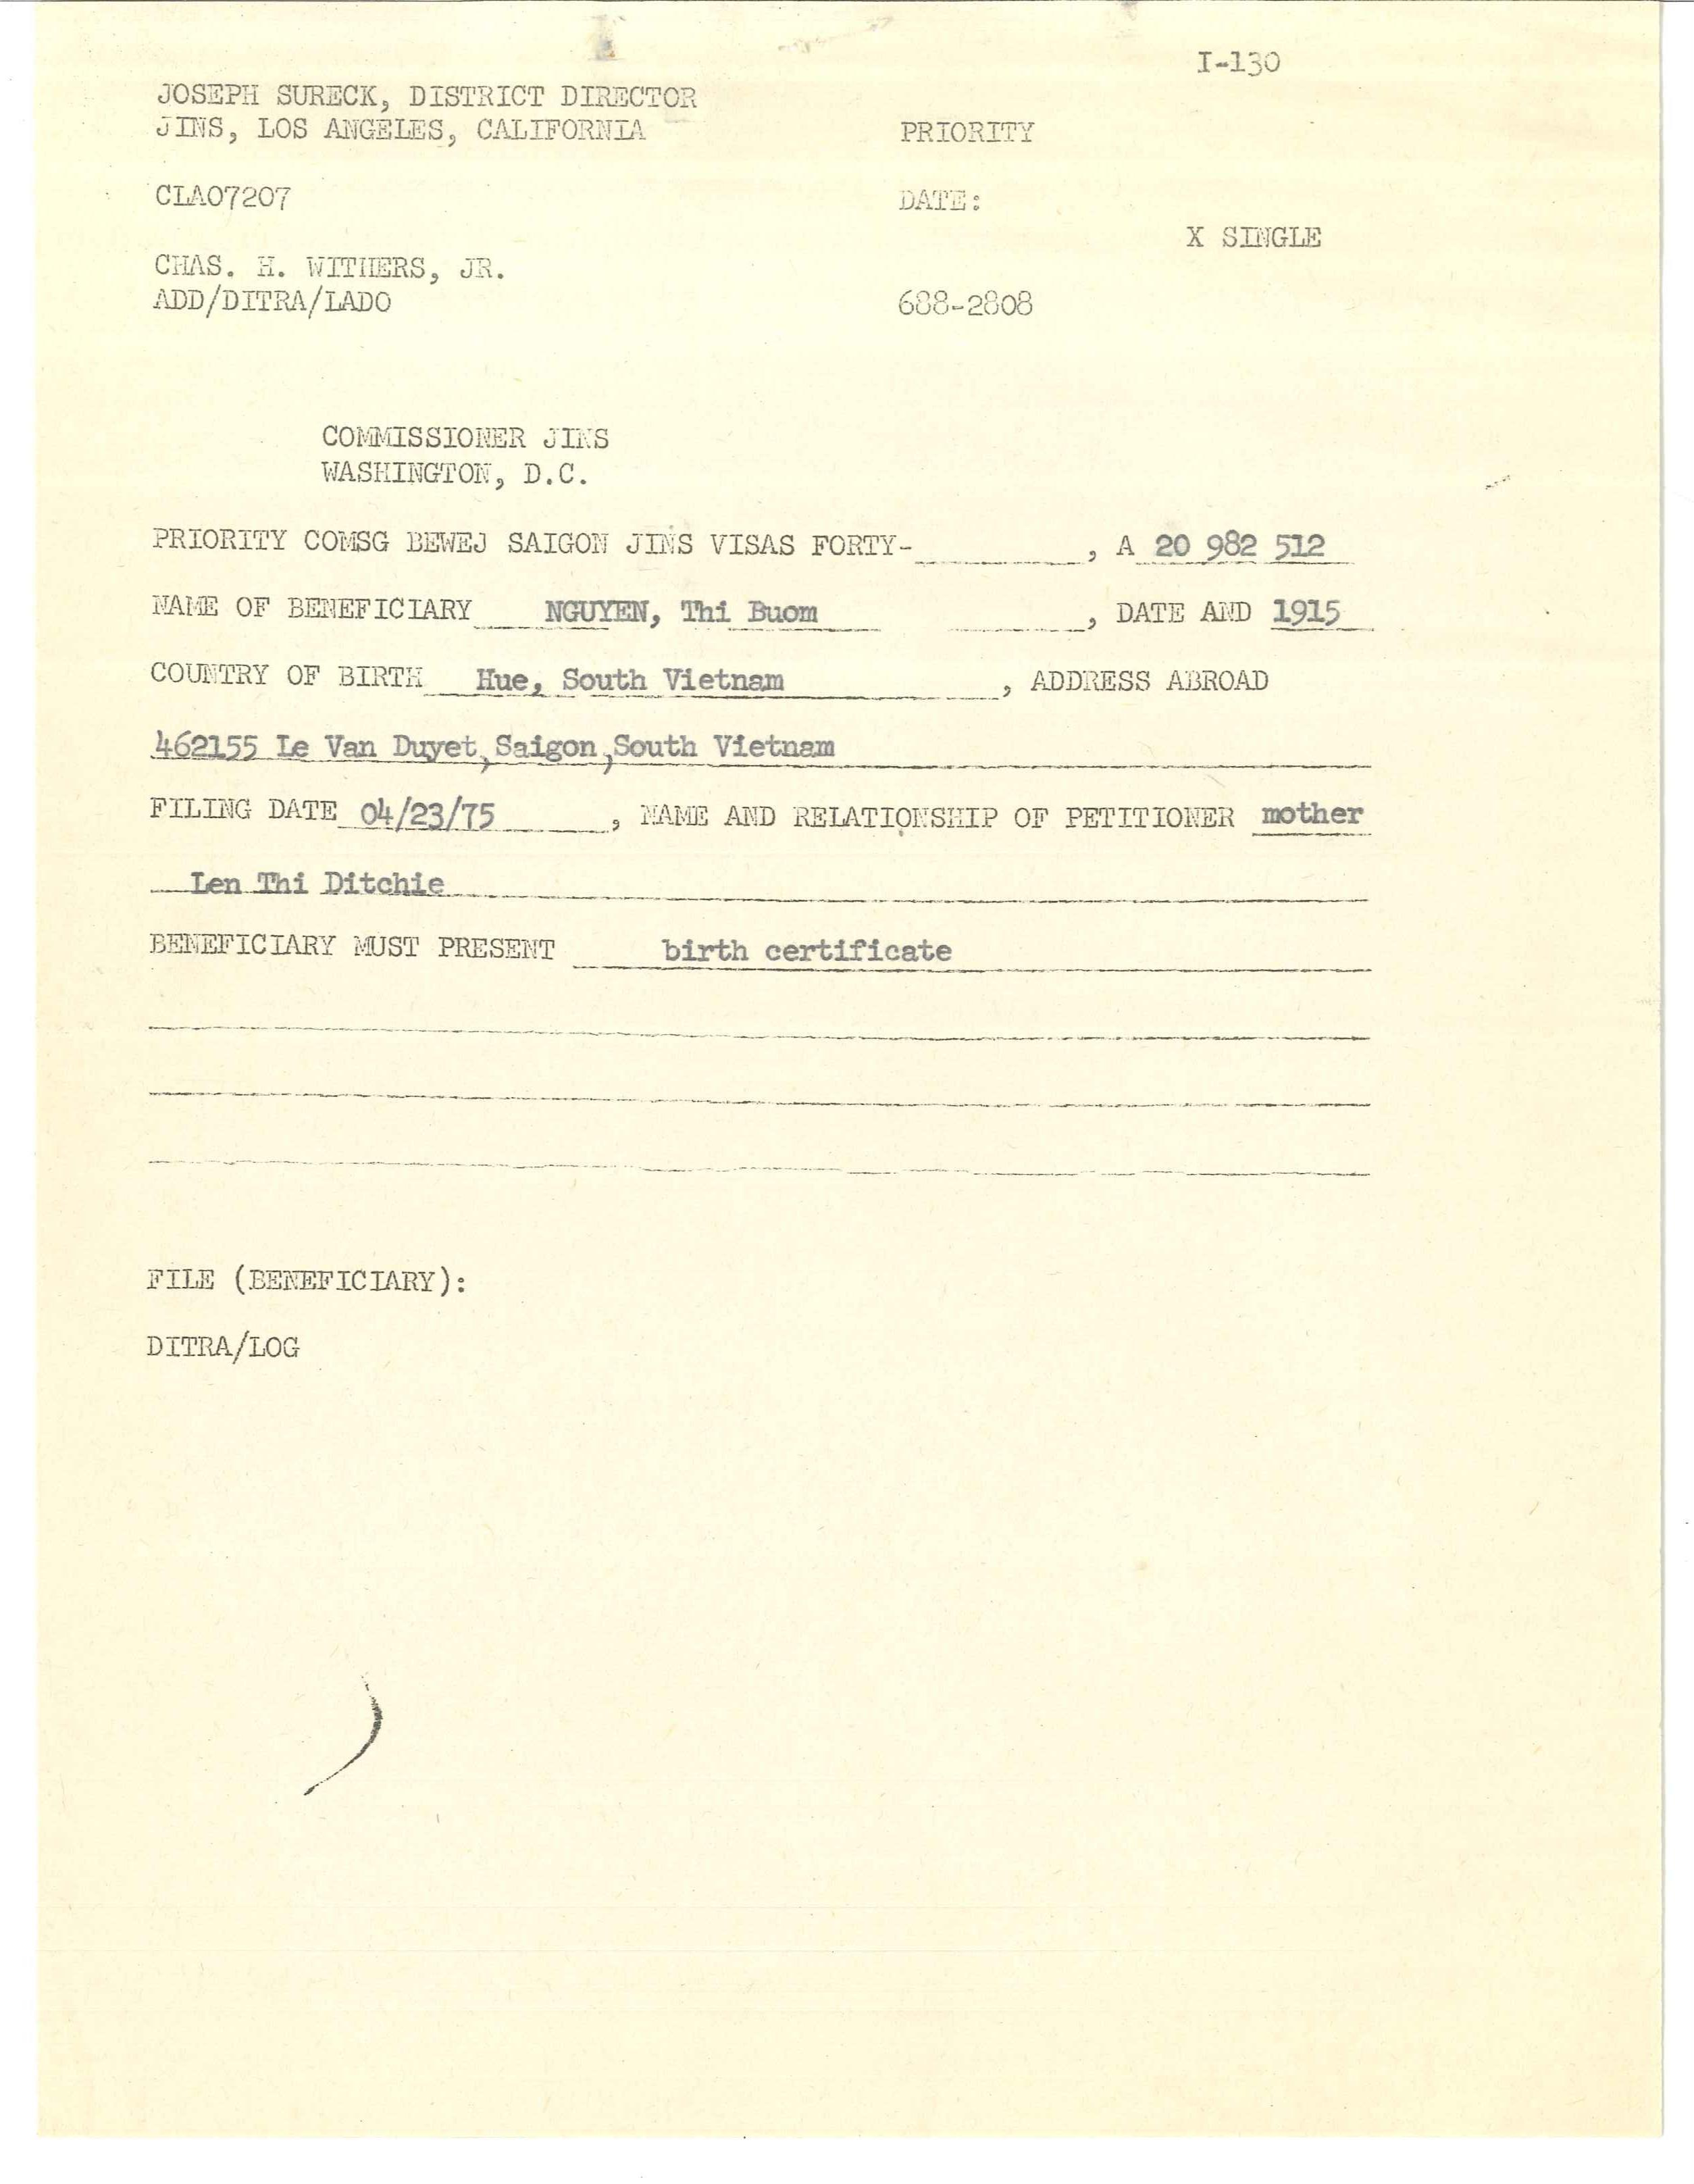 I-130
JOSEPH SURECK, DISTRICT DIRECTOR
JINS, LOS ANGELES, CALIFORNIA
PRIORITY
CLA07207
DATE:
X SINGLE
CHAS. H. WITHERS, JR.
ADD/DITRA/LADO
688-2808
COMMISSIONER JINS
WASHINGTON, D.C.
PRIORITY COMSG BEWEJ SAIGON JINS VISAS FORTY-________, A 20 982 512
NAME OF BENEFICIARY NGUYEN, Thi Buom ________, DATE AND 1915
COUNTRY OF BIRTH Hue, South Vietnam, ADDRESS ABROAD
462155 Le Van Duyet, Saigon, South Vietnam
FILING DATE 04/23/75, NAME AND RELATIONSHIP OF PETITIONER mother
Len Thi Ditchie
BENEFICIARY MUST PRESENT birth certificate
FILE (BENEFICIARY):
DITRA/LOG